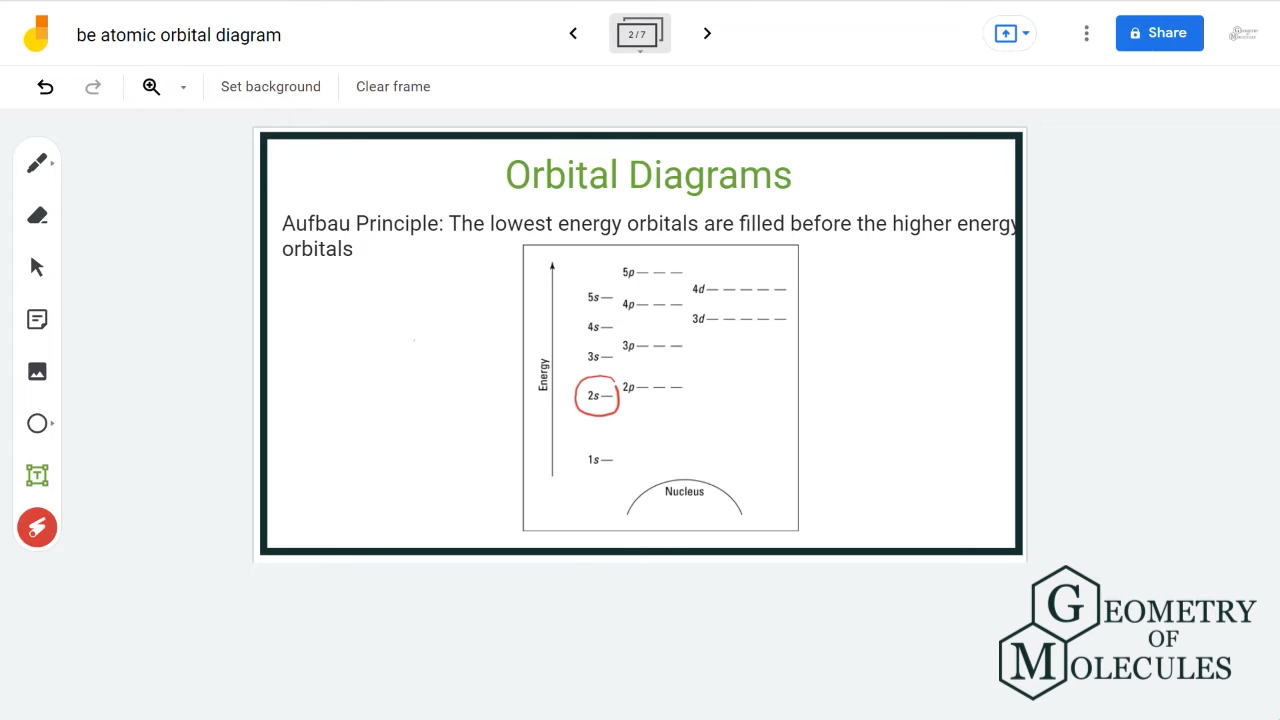 be atomic orbital diagram
2 / 7
Share
Set background
Clear frame
Orbital Diagrams
Aufbau Principle: The lowest energy orbitals are filled before the higher energy
orbitals
5p
4d
5s
4p
3d
4s
3p
3s
Energy
2p
2s
1s
Nucleus
T
GEOMETRY
OF
MOLECULES